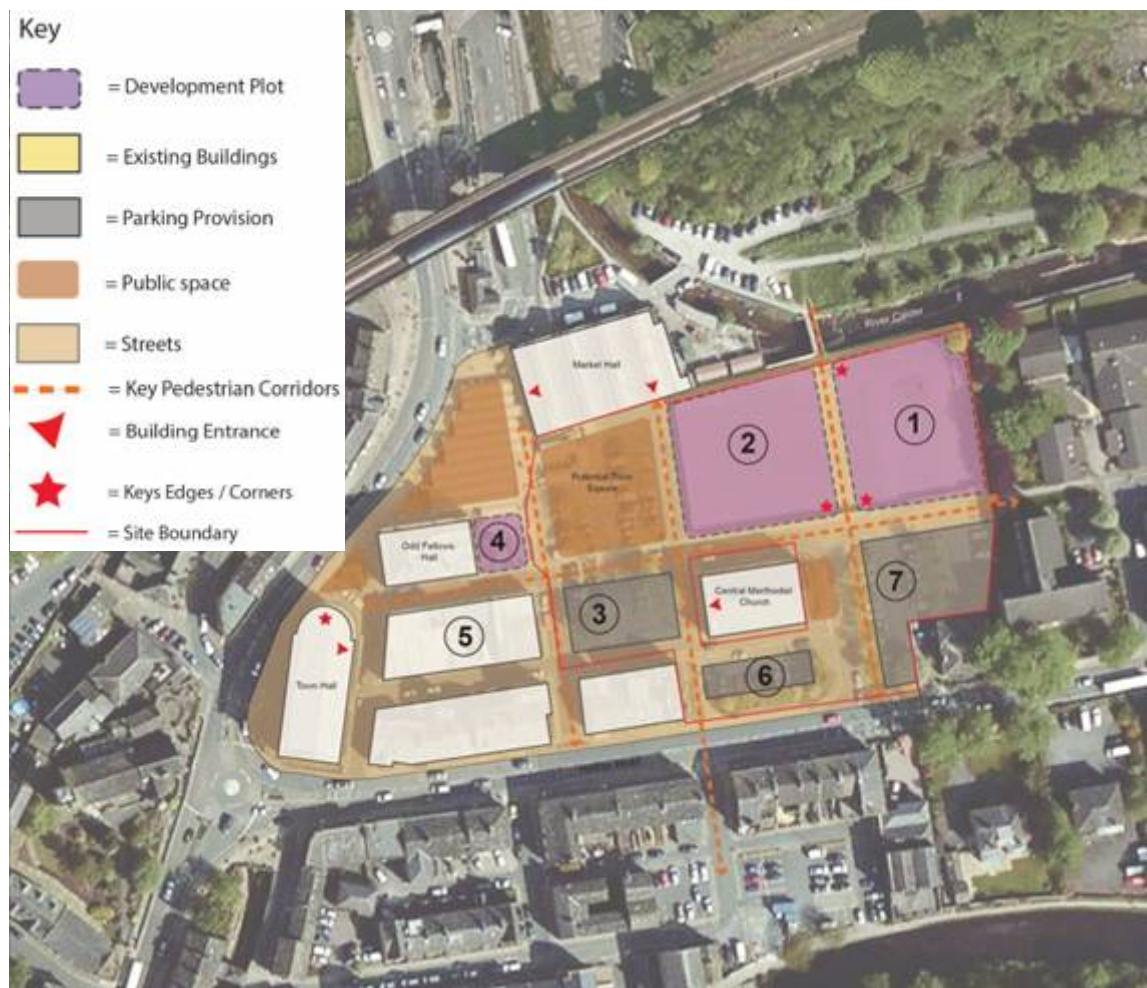 Key
= Development Plot
= Existing Buildings
= Parking Provision
= Public space
= Streets
= Key Pedestrian Corridors
= Building Entrance
= Keys Edges / Corners
= Site Boundary
River Calder
Market Hall
1
2
Potential
Square
4
Odd Fellows
Hall
7
Central Methodist
Church
3
5
6
Town Hall